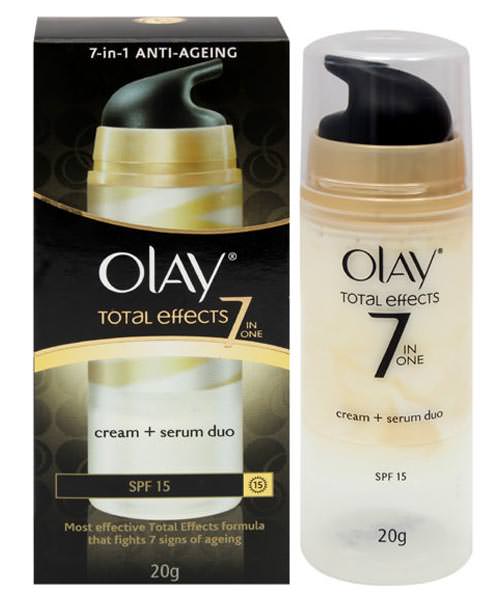 7-in-1 ANTI-AGEING
OLAY®
TOTAL EFFECTS 7 IN ONE
cream + serum duo
SPF 15
15
Most effective Total Effects formula
that fights 7 signs of ageing
20g
OLAY®
TOTAL EFFECTS
7 IN ONE
cream + serum duo
SPF 15
20g